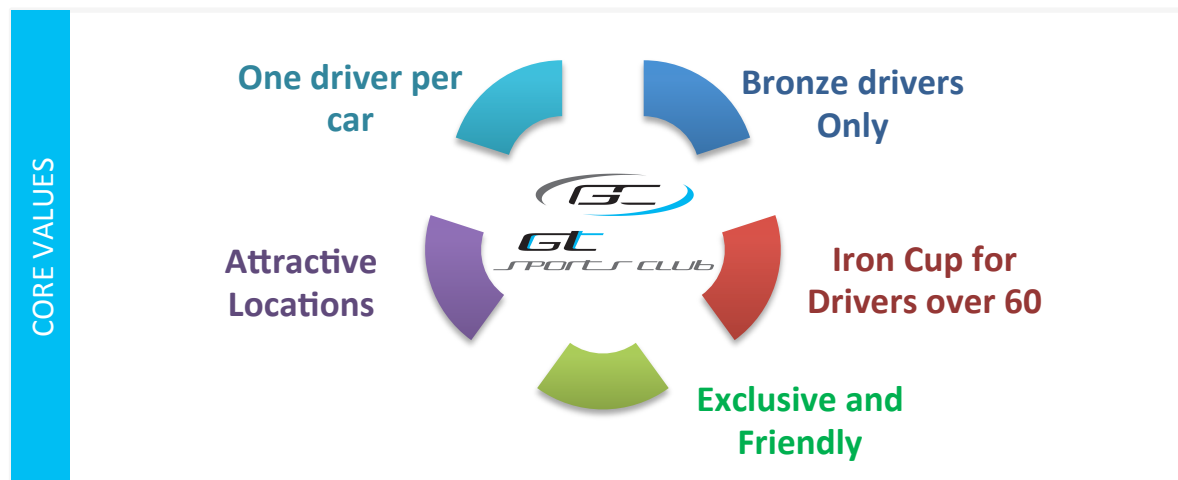 CORE VALUES
One driver per
car
Bronze drivers
Only
GC
Gt
SPORTS CLUB
Attractive
Locations
Iron Cup for
Drivers over 60
Exclusive and
Friendly